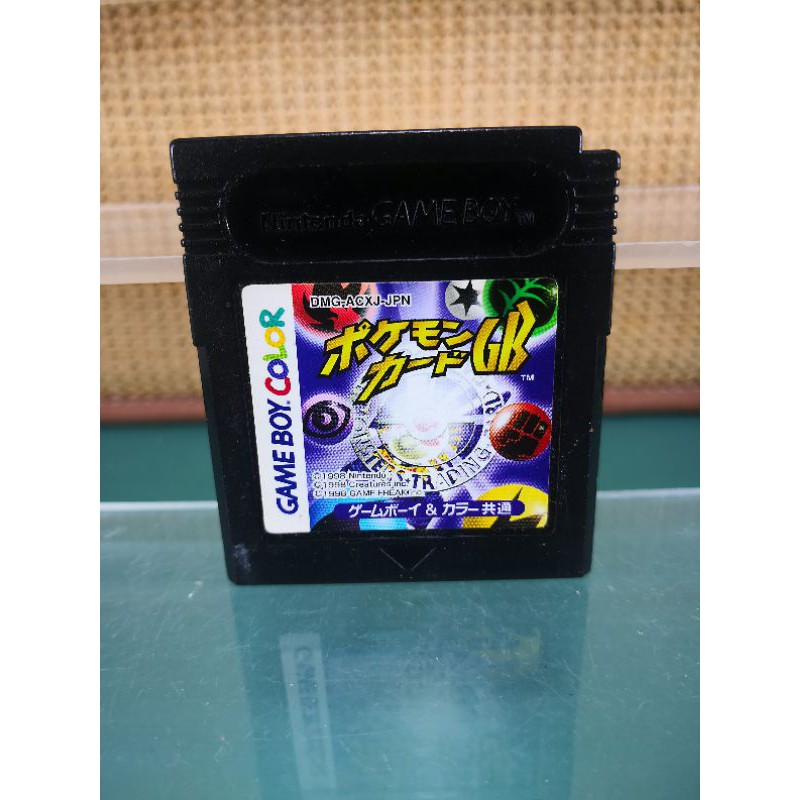 Nintendo GAME BOY™
DMG-ACXJ-JPN
GAME BOY COLOR
ポケモン
カードGB
™
TRADING
©1998 Nintendo
©1998 Creatures inc.
©1998 GAME FREAK inc.
ゲームボーイ & カラー共通